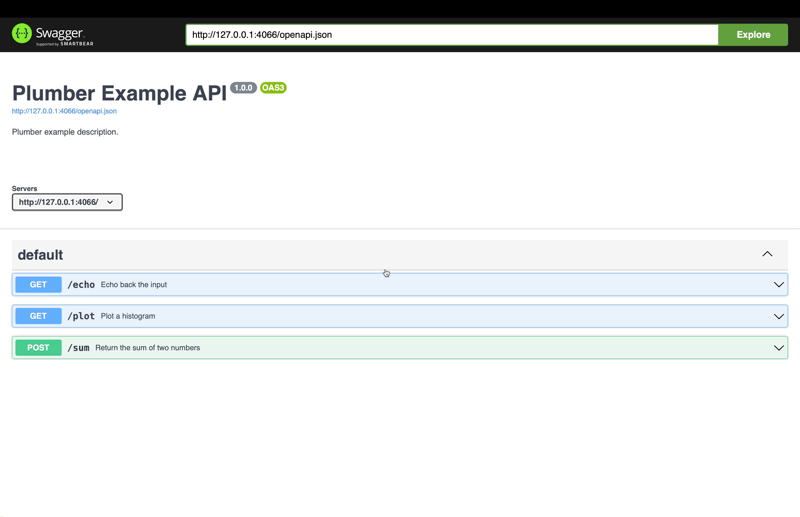 Swagger.
Supported by SMARTBEAR
http://127.0.0.1:4066/openapi.json
Explore
Plumber Example API 1.0.0 OAS3
http://127.0.0.1:4066/openapi.json
Plumber example description.
Servers
http://127.0.0.1:4066/
default
GET /echo Echo back the input
GET /plot Plot a histogram
POST /sum Return the sum of two numbers